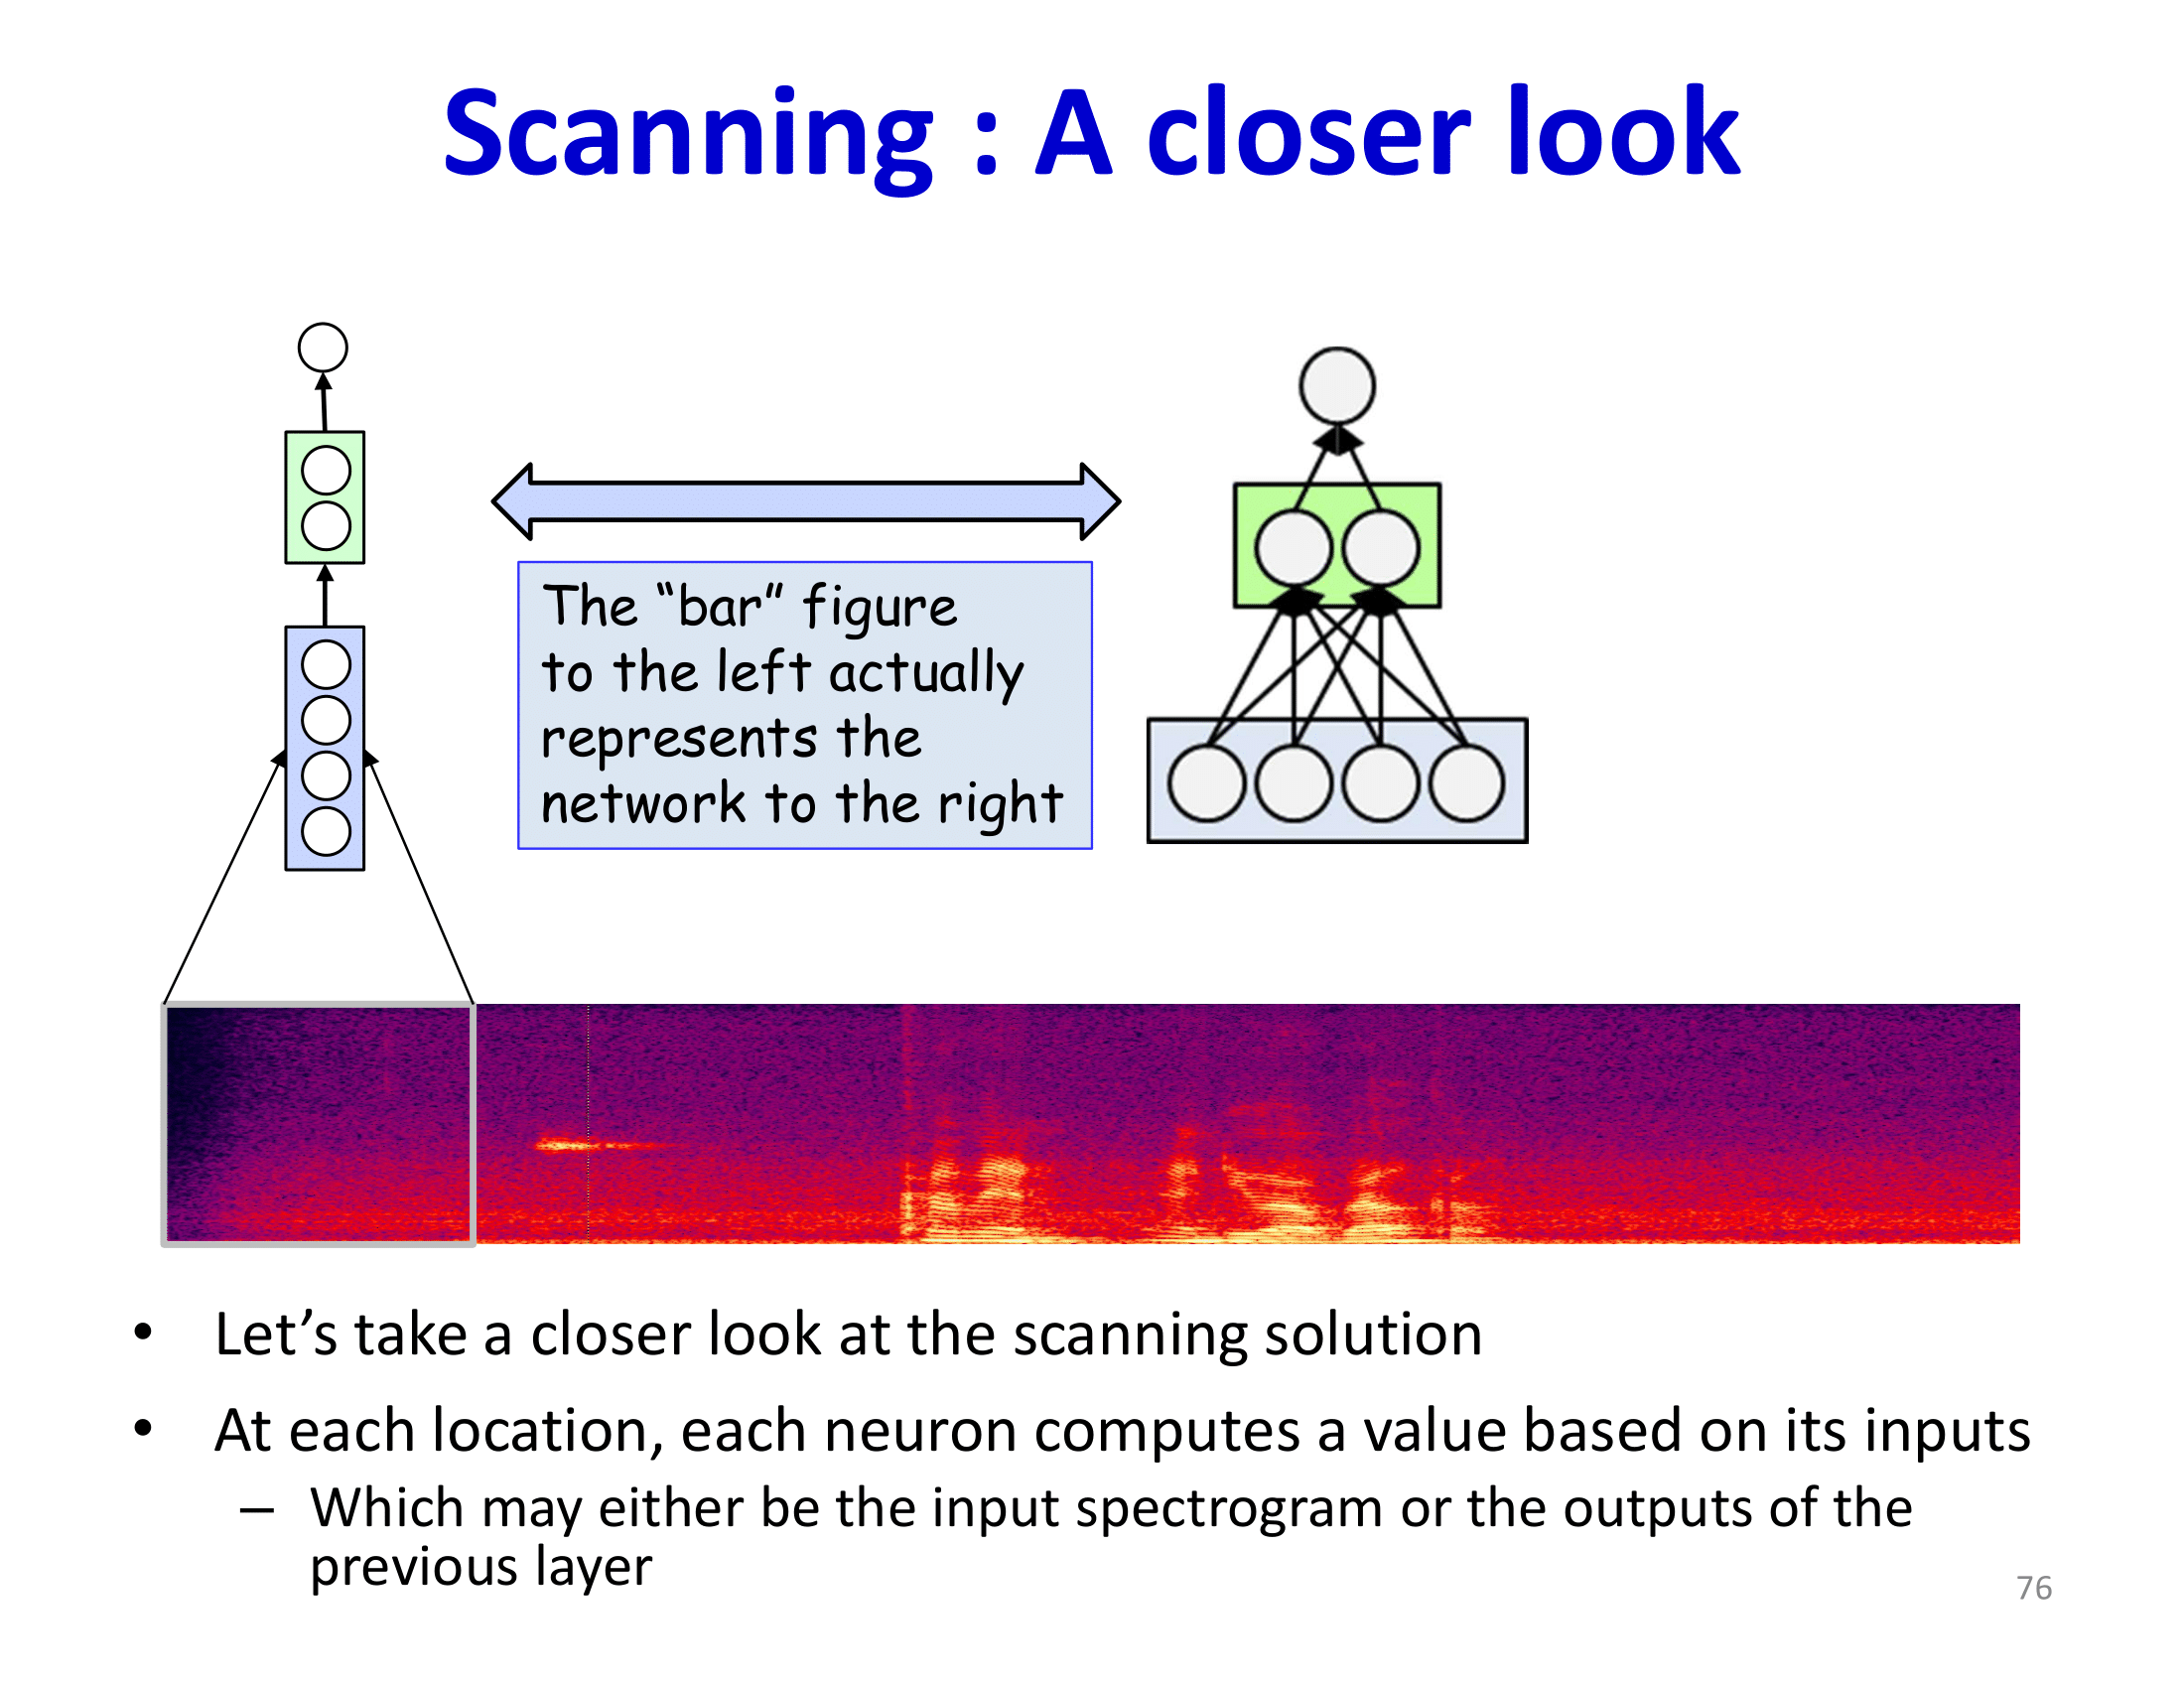 Scanning : A closer look
The “bar” figure
to the left actually
represents the
network to the right
• Let’s take a closer look at the scanning solution
• At each location, each neuron computes a value based on its inputs
– Which may either be the input spectrogram or the outputs of the
previous layer
76